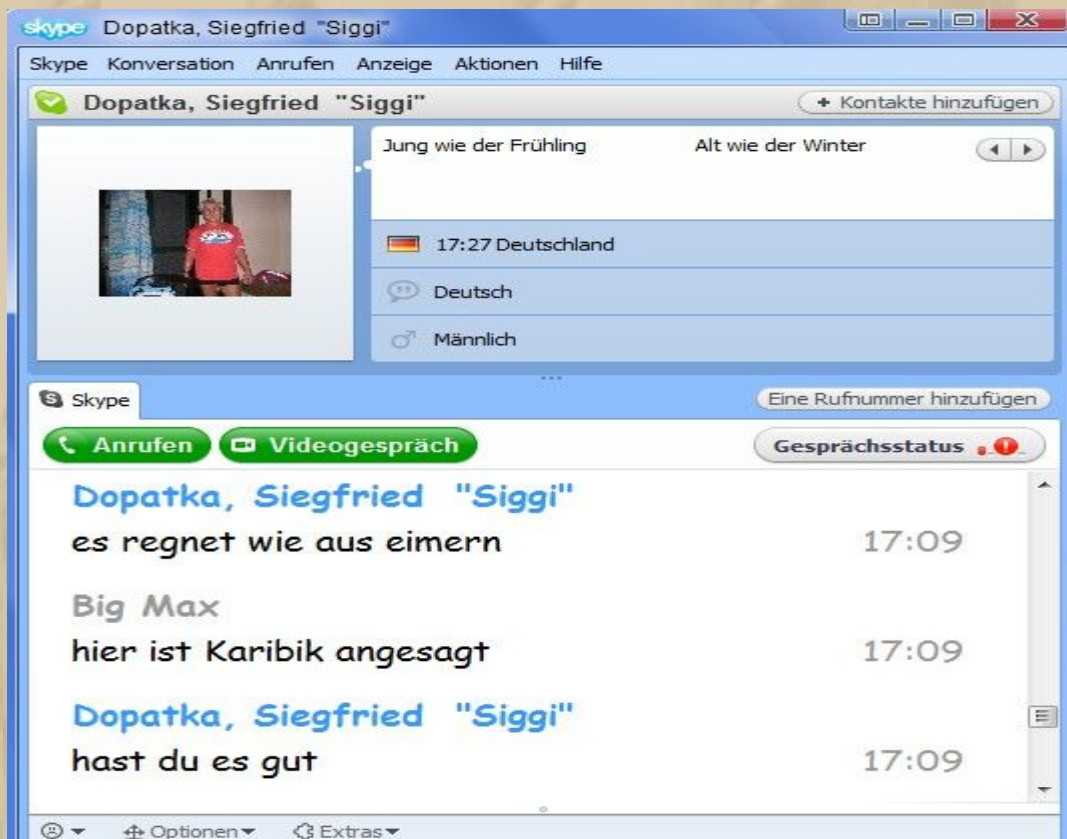 skype Dopatka, Siegfried "Siggi"
Skype Konversation Anrufen Anzeige Aktionen Hilfe
Dopatka, Siegfried "Siggi" + Kontakte hinzufügen
Jung wie der Frühling Alt wie der Winter
17:27 Deutschland
Deutsch
Männlich
Skype Eine Rufnummer hinzufügen
Anrufen Videogespräch Gesprächsstatus
Dopatka, Siegfried "Siggi"
es regnet wie aus eimern 17:09
Big Max
hier ist Karibik angesagt 17:09
Dopatka, Siegfried "Siggi"
hast du es gut 17:09
Optionen Extras